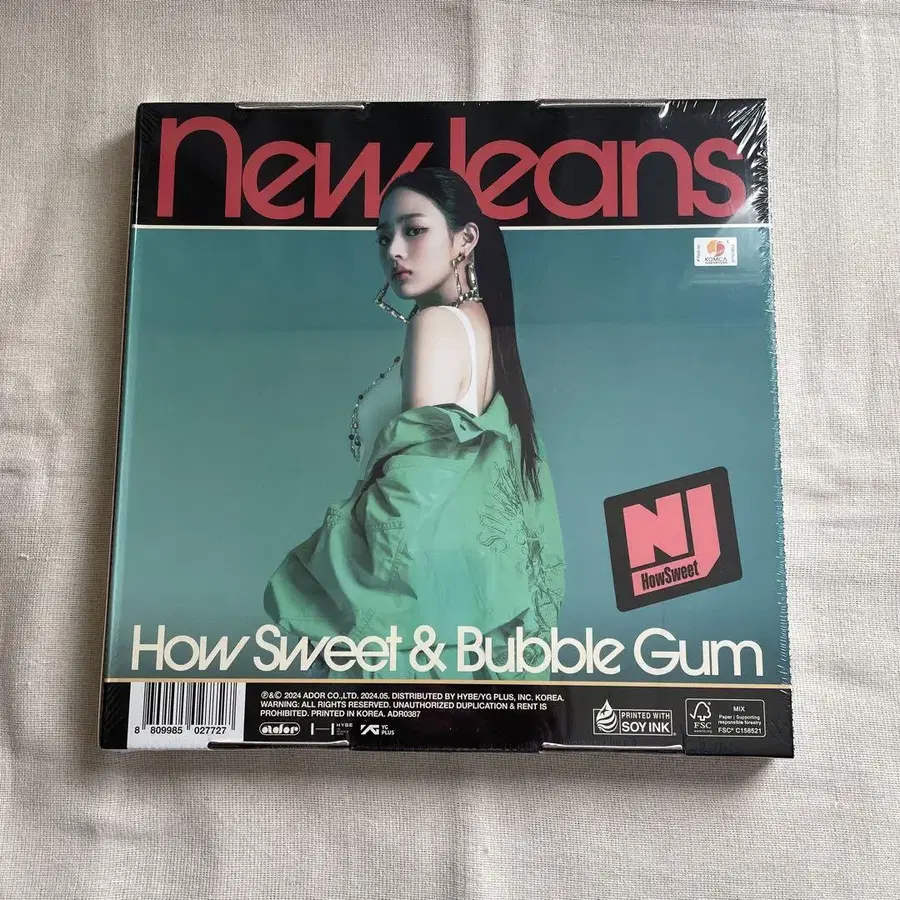 NewJeans
KOMCA
NJ
HowSweet
How Sweet & Bubble Gum
℗&© 2024 ADOR CO.,LTD. 2024.05. DISTRIBUTED BY HYBE/YG PLUS, INC. KOREA.
WARNING: ALL RIGHTS RESERVED. UNAUTHORIZED DUPLICATION & RENT IS
PROHIBITED. PRINTED IN KOREA. ADR0387
8 809985 027727
ador
HYBE
YG
PLUS
PRINTED WITH
SOY INK
FSC
MIX
Paper | Supporting
responsible forestry
FSC® C158521